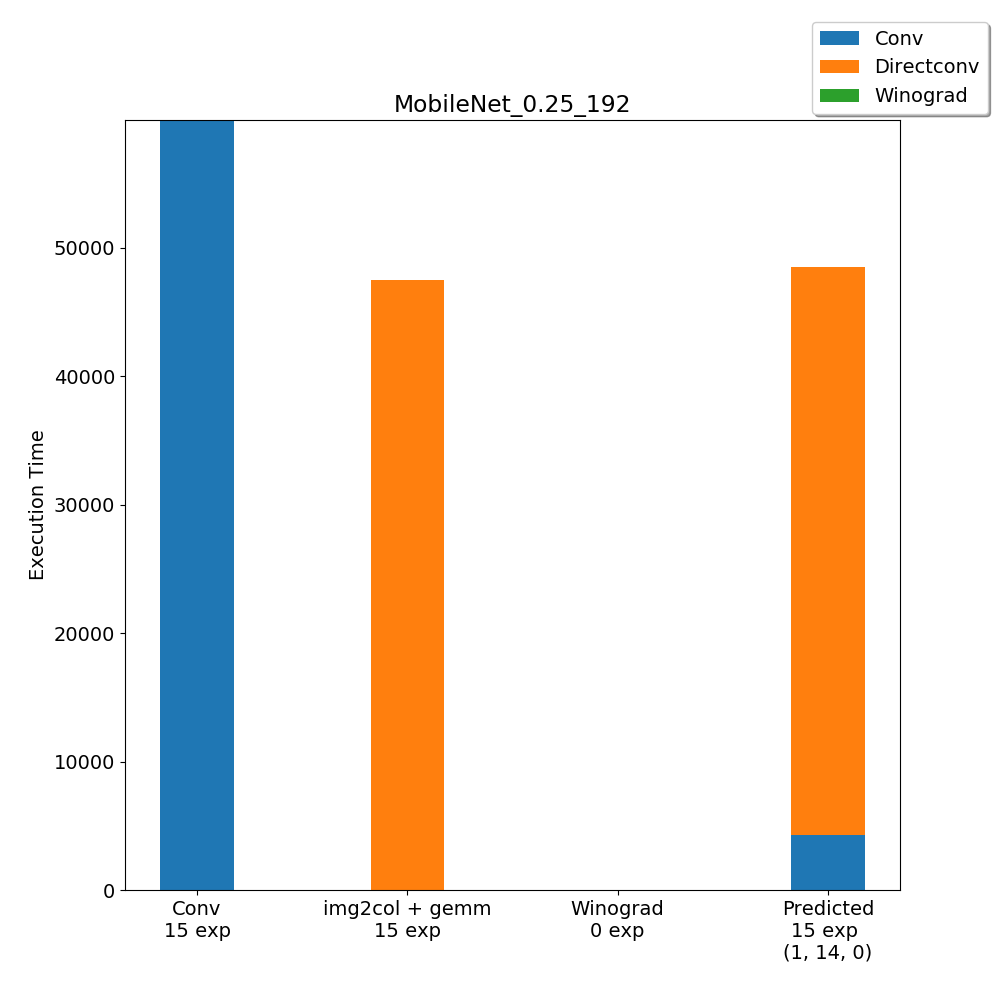 Conv
Directconv
Winograd
MobileNet_0.25_192
Execution Time
50000
40000
30000
20000
10000
0
Conv
15 exp
img2col + gemm
15 exp
Winograd
0 exp
Predicted
15 exp
(1, 14, 0)